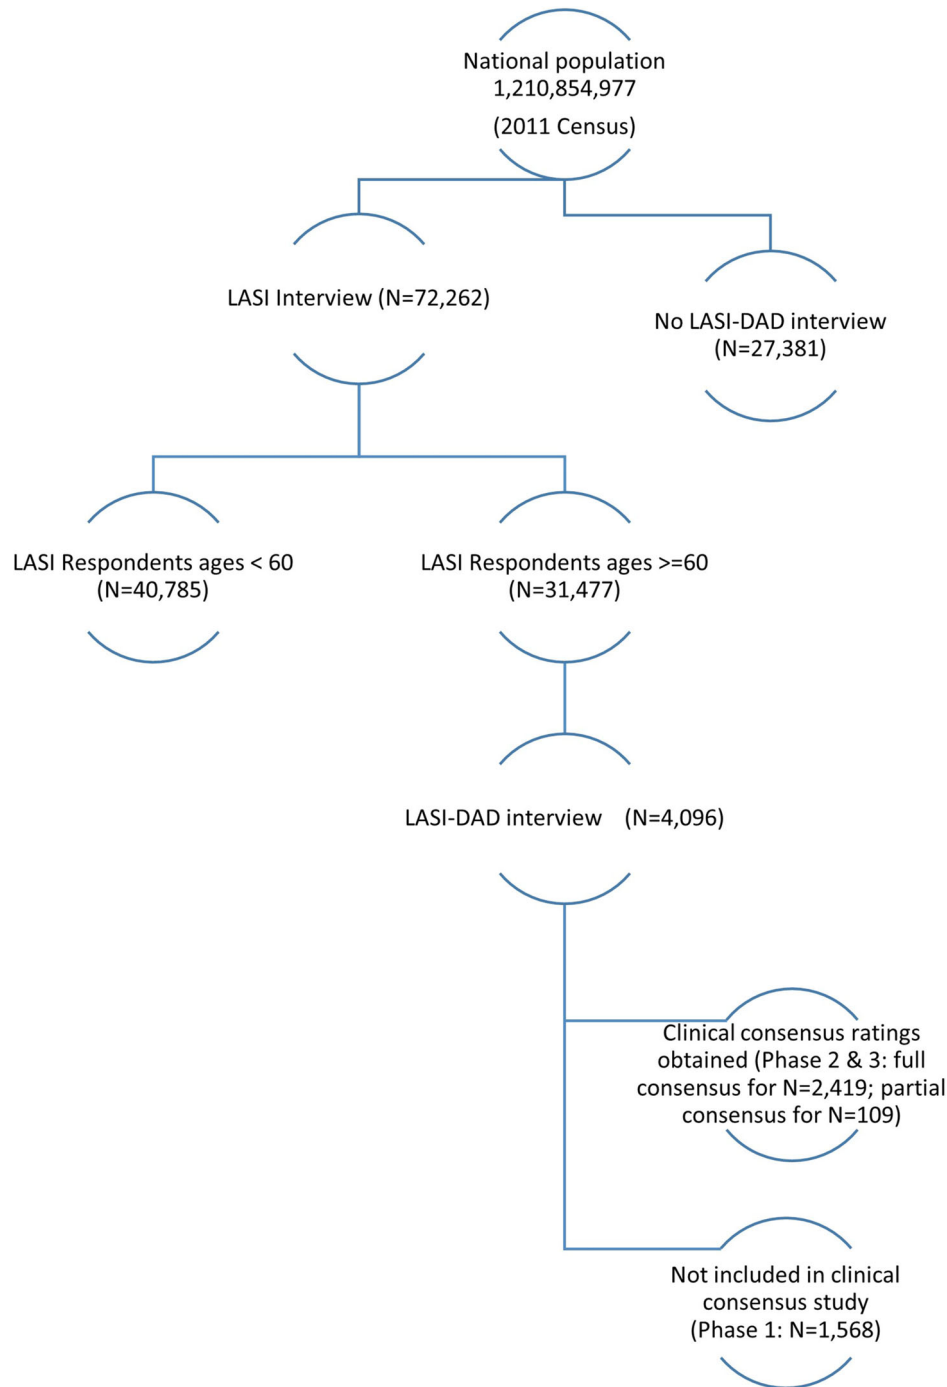 National population
1,210,854,977
(2011 Census)
LASI Interview (N=72,262)
No LASI-DAD interview
(N=27,381)
LASI Respondents ages < 60
(N=40,785)
LASI Respondents ages >=60
(N=31,477)
LASI-DAD interview (N=4,096)
Clinical consensus ratings
obtained (Phase 2 & 3: full
consensus for N=2,419; partial
consensus for N=109)
Not included in clinical
consensus study
(Phase 1: N=1,568)